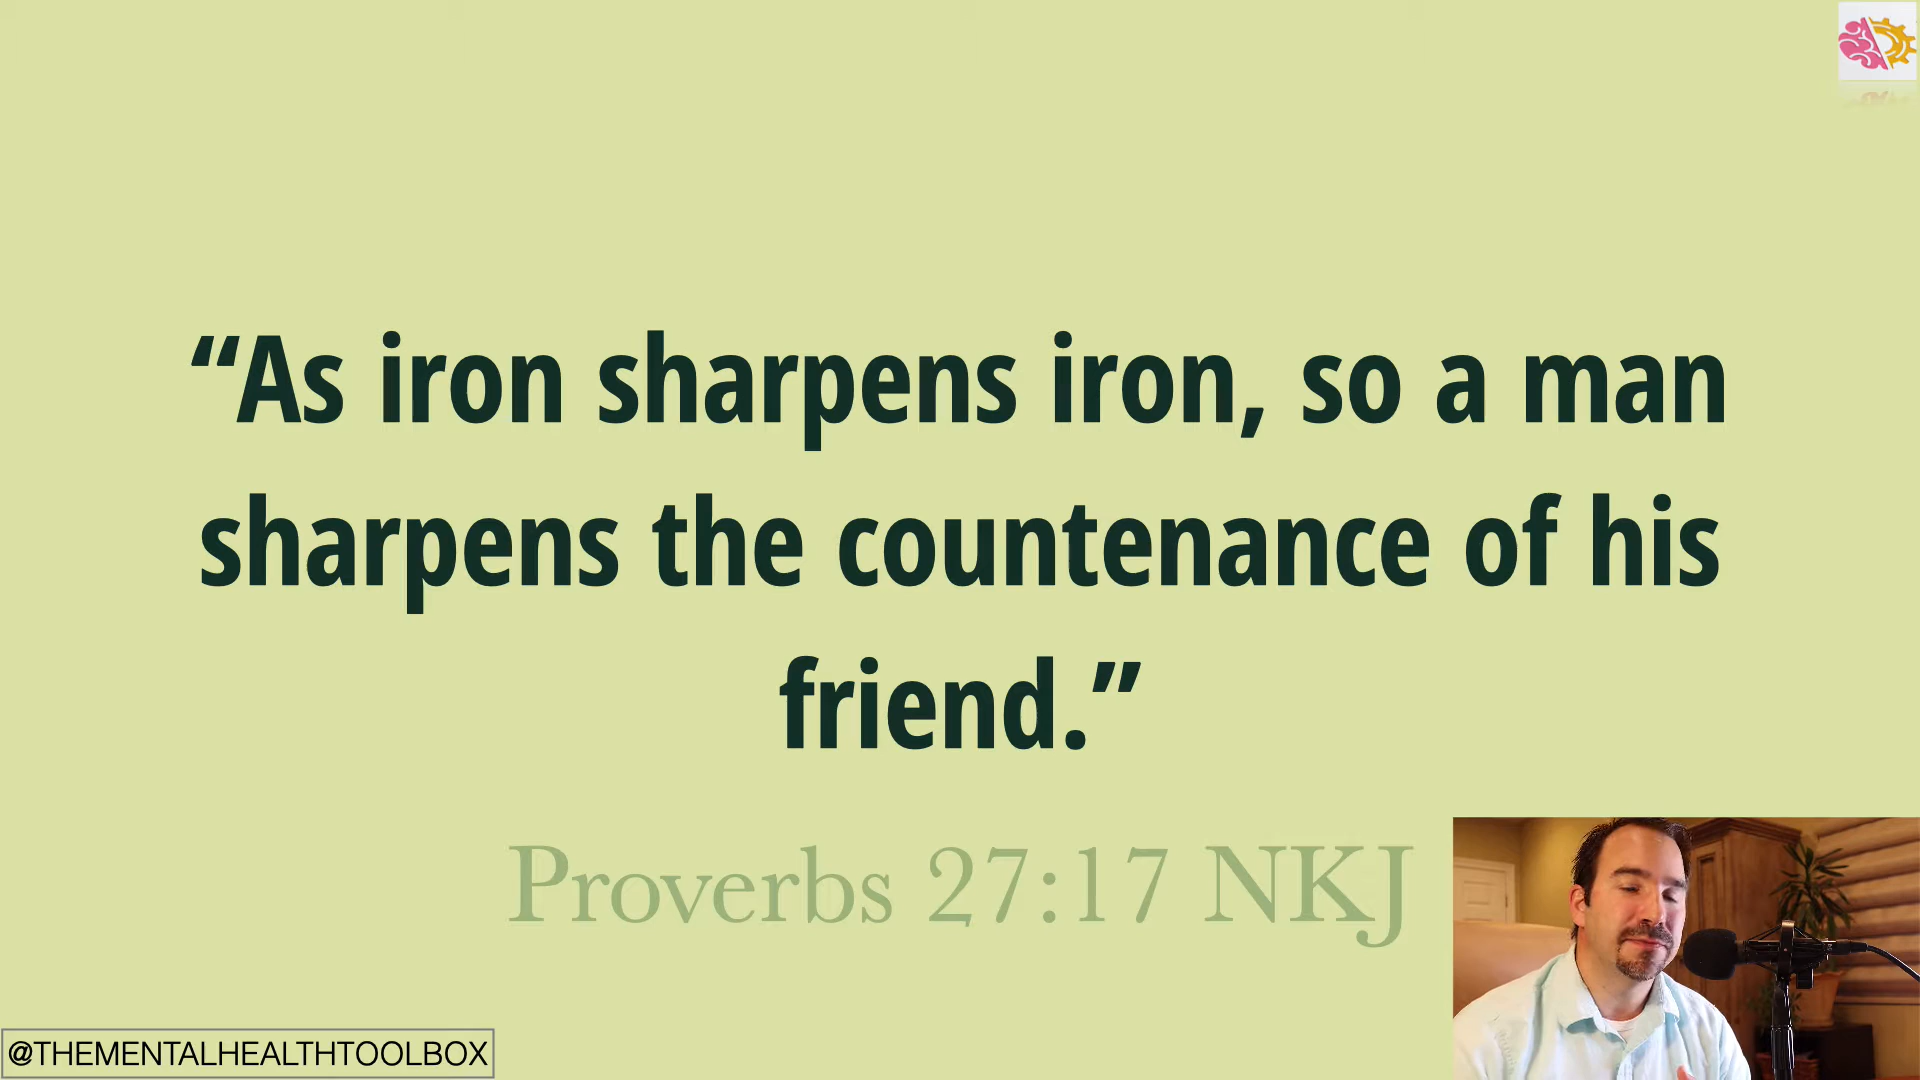 “As iron sharpens iron, so a man
sharpens the countenance of his
friend.”
Proverbs 27:17 NKJ
@THEMENTALHEALTHTOOLBOX